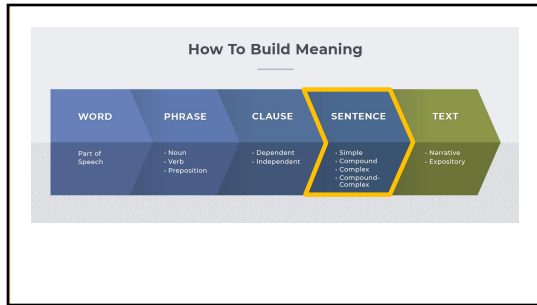 How To Build Meaning
WORD
Part of
Speech
PHRASE
• Noun
• Verb
• Preposition
CLAUSE
• Dependent
• Independent
SENTENCE
• Simple
• Compound
• Complex
• Compound-
Complex
TEXT
• Narrative
• Expository